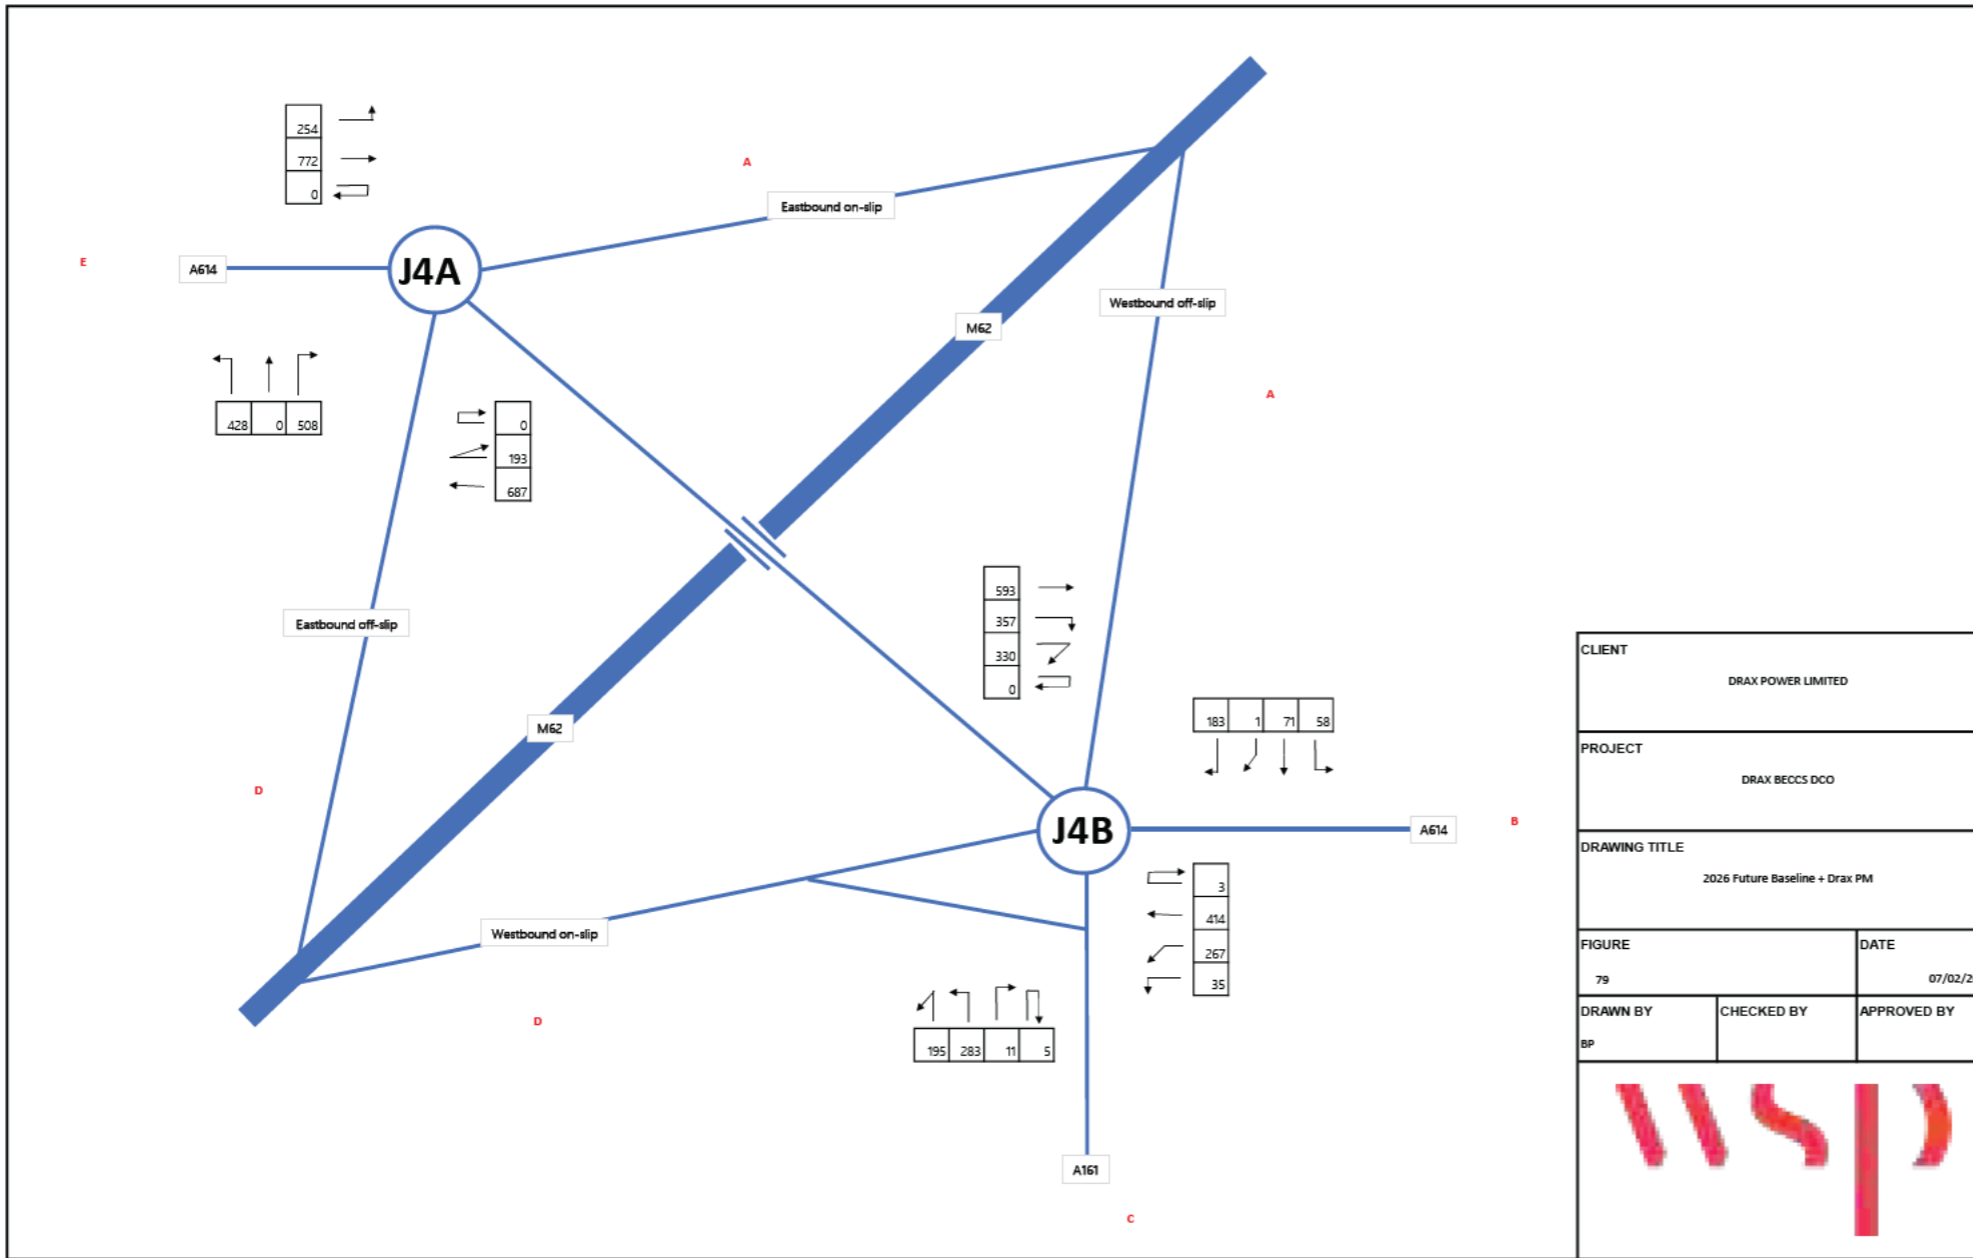 254
772
0
A
Eastbound on-slip
E
A614
J4A
Westbound off-slip
M62
A
428 0 508
0
193
687
593
357
330
0
Eastbound off-slip
M62
183 1 71 58
D
J4B
A614
B
3
414
267
35
Westbound on-slip
D
195 283 11 5
A161
C
CLIENT
DRAX POWER LIMITED
PROJECT
DRAX BECCS DCO
DRAWING TITLE
2026 Future Baseline + Drax PM
FIGURE
79
DATE
07/02/2
DRAWN BY
BP
CHECKED BY
APPROVED BY
wsp